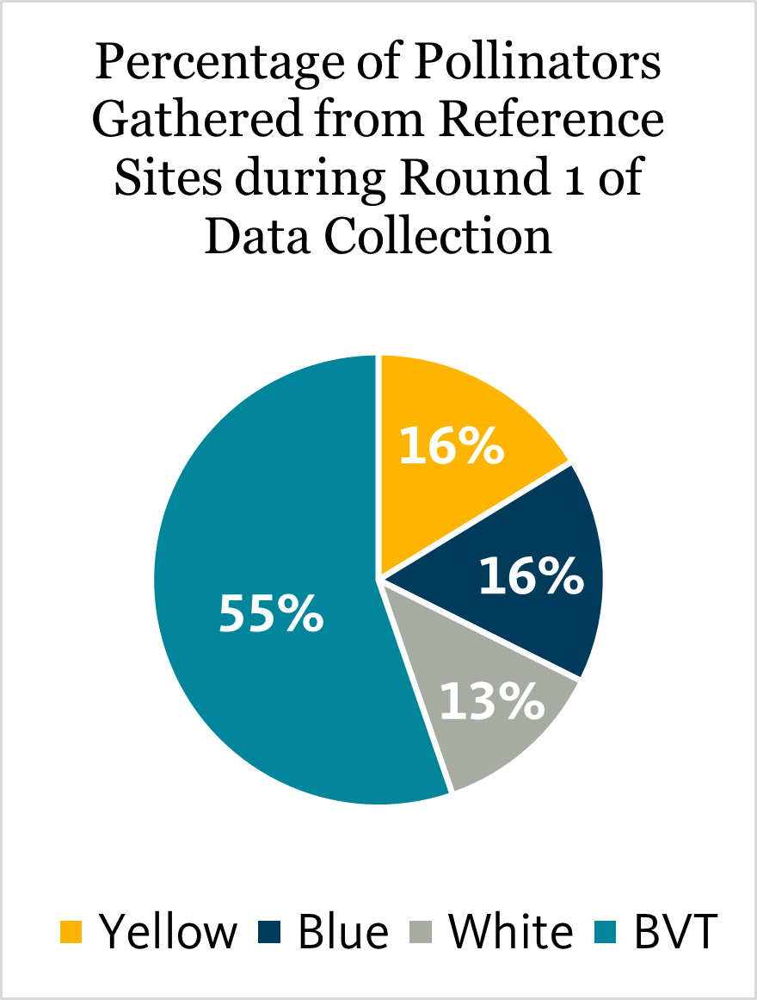 Percentage of Pollinators
Gathered from Reference
Sites during Round 1 of
Data Collection
16%
16%
55%
13%
Yellow Blue White BVT